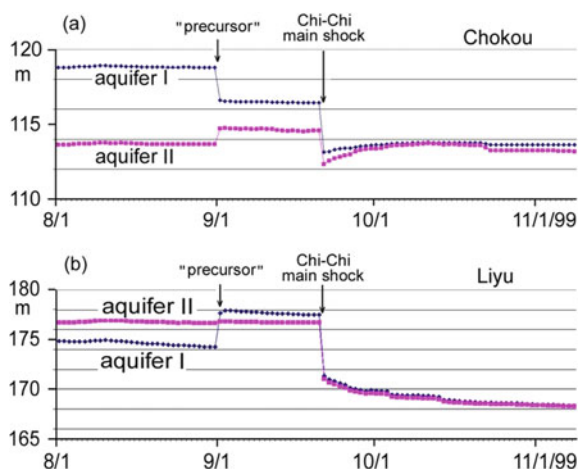 (a)
"precursor"
Chi-Chi
main shock
Chokou
120
m
aquifer I
115
aquifer II
110
8/1
9/1
10/1
11/1/99
(b)
"precursor"
Chi-Chi
main shock
Liyu
180
m
aquifer II
175
aquifer I
170
165
8/1
9/1
10/1
11/1/99